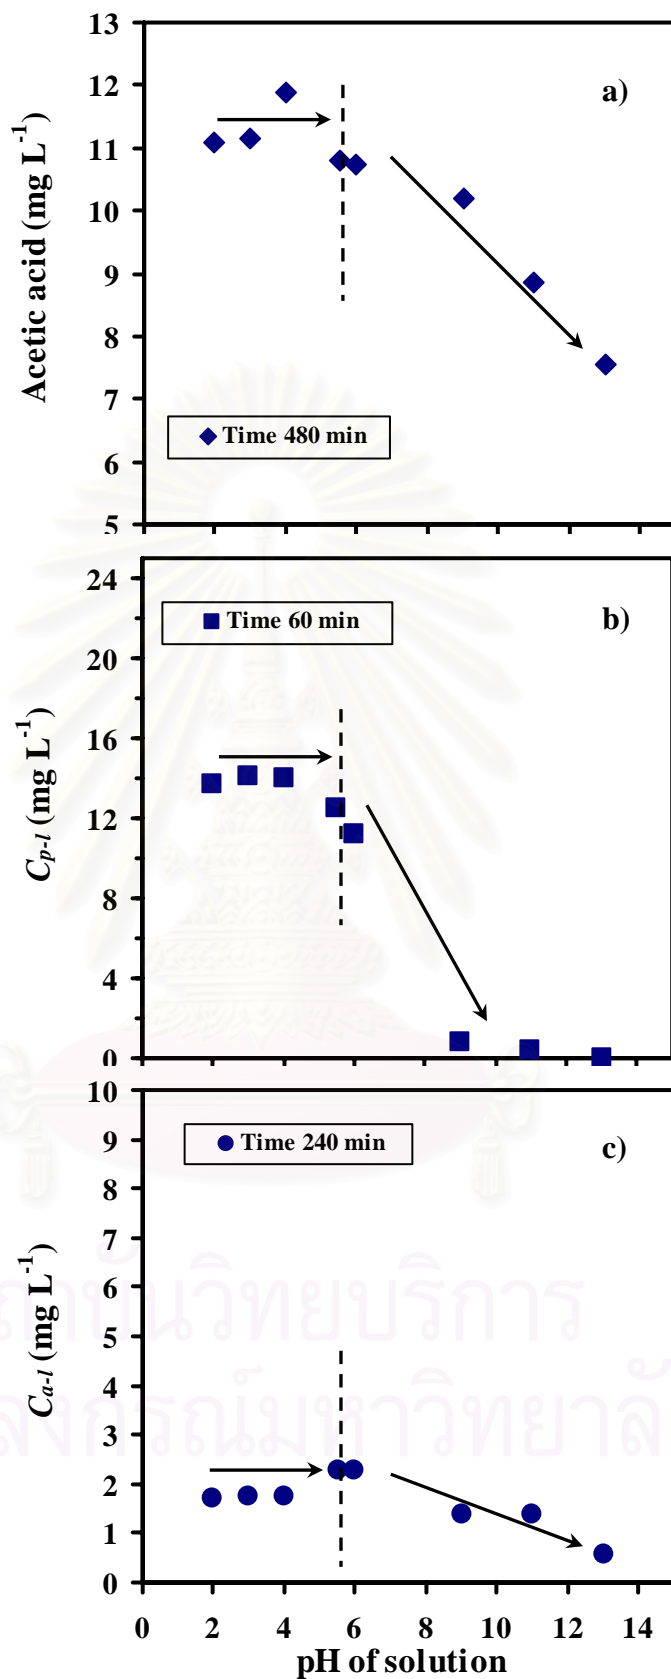 13
12
11
10
9
8
7
6
5
Acetic acid (mg L-1)
a)
Time 480 min
24
20
16
12
8
4
0
Cp-l (mg L-1)
b)
Time 60 min
10
9
8
7
6
5
4
3
2
1
0
Ca-l (mg L-1)
c)
Time 240 min
0 2 4 6 8 10 12 14
pH of solution